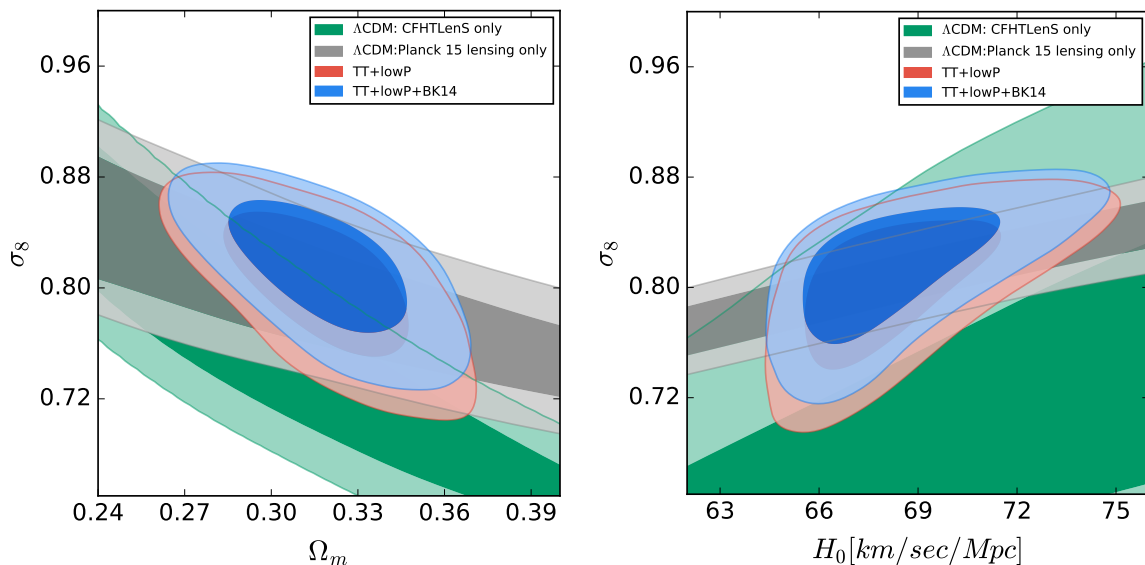 ΛCDM: CFHTLenS only
ΛCDM:Planck 15 lensing only
TT+lowP
TT+lowP+BK14
0.96
0.88
0.80
0.72
σ8
0.24
0.27
0.30
0.33
0.36
0.39
Ωm
ΛCDM: CFHTLenS only
ΛCDM:Planck 15 lensing only
TT+lowP
TT+lowP+BK14
0.96
0.88
0.80
0.72
σ8
63
66
69
72
75
H0[km/sec/Mpc]